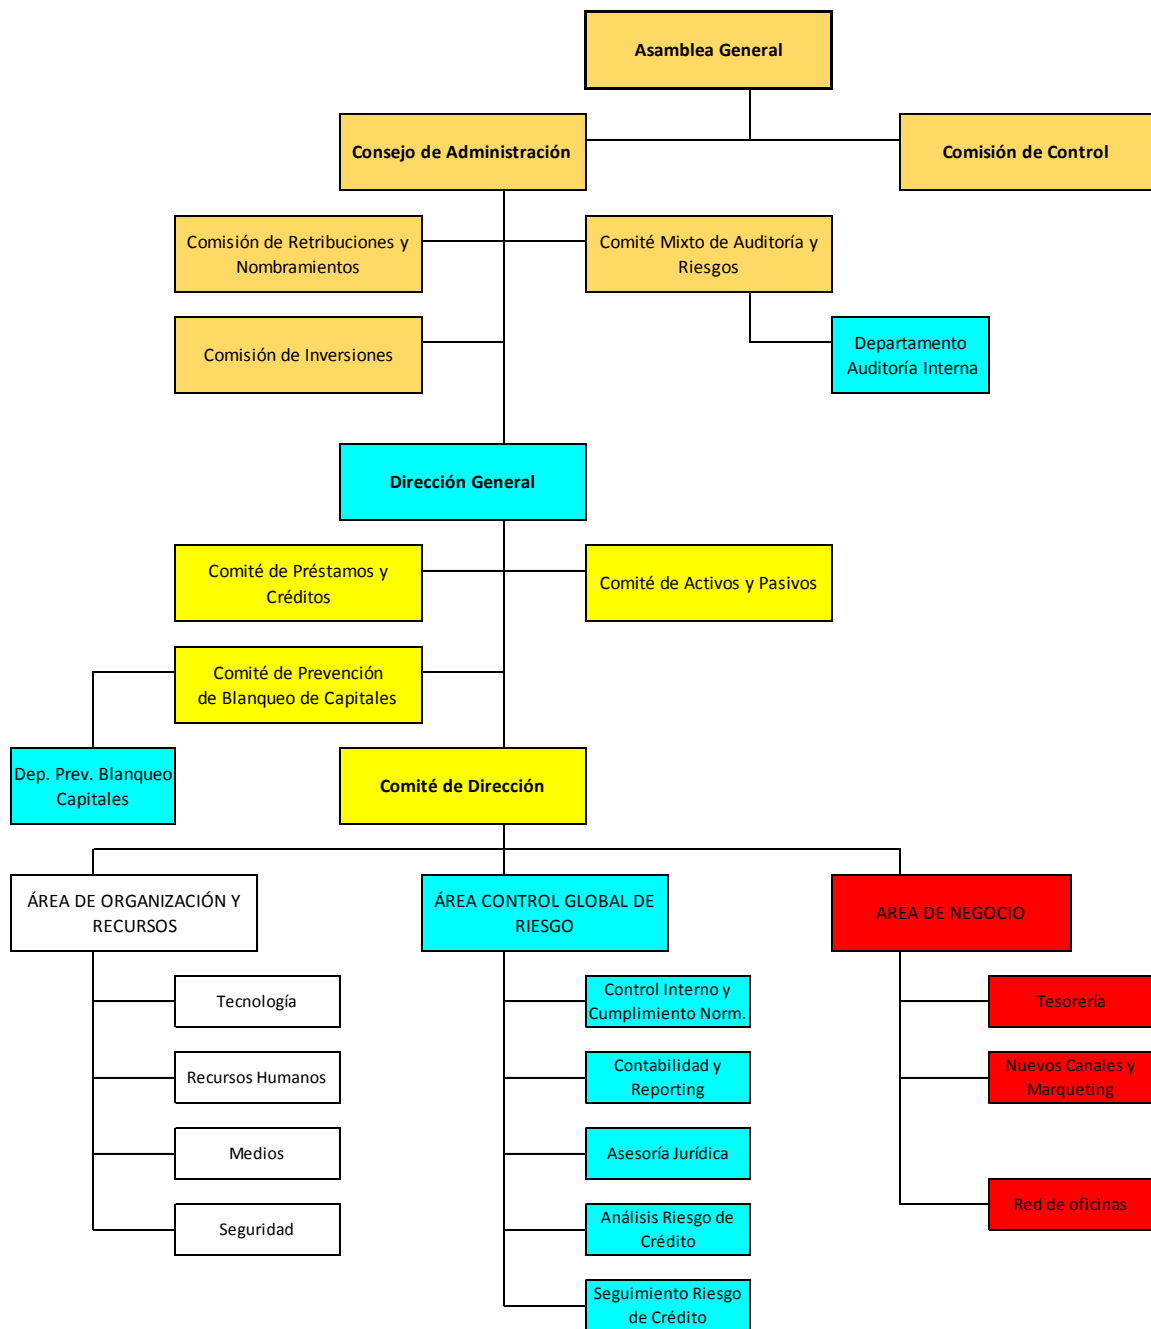 Asamblea General
Consejo de Administración
Comisión de Control
Comisión de Retribuciones y
Nombramientos
Comité Mixto de Auditoría y
Riesgos
Comisión de Inversiones
Departamento
Auditoría Interna
Dirección General
Comité de Préstamos y
Créditos
Comité de Activos y Pasivos
Comité de Prevención
de Blanqueo de Capitales
Dep. Prev. Blanqueo
Capitales
Comité de Dirección
ÁREA DE ORGANIZACIÓN Y
RECURSOS
ÁREA CONTROL GLOBAL DE
RIESGO
AREA DE NEGOCIO
Tecnología
Recursos Humanos
Medios
Seguridad
Control Interno y
Cumplimiento Norm.
Contabilidad y
Reporting
Asesoría Jurídica
Análisis Riesgo de
Crédito
Seguimiento Riesgo
de Crédito
Tesorería
Nuevos Canales y
Marqueting
Red de oficinas